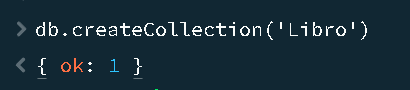 > db.createCollection('Libro')
< { ok: 1 }